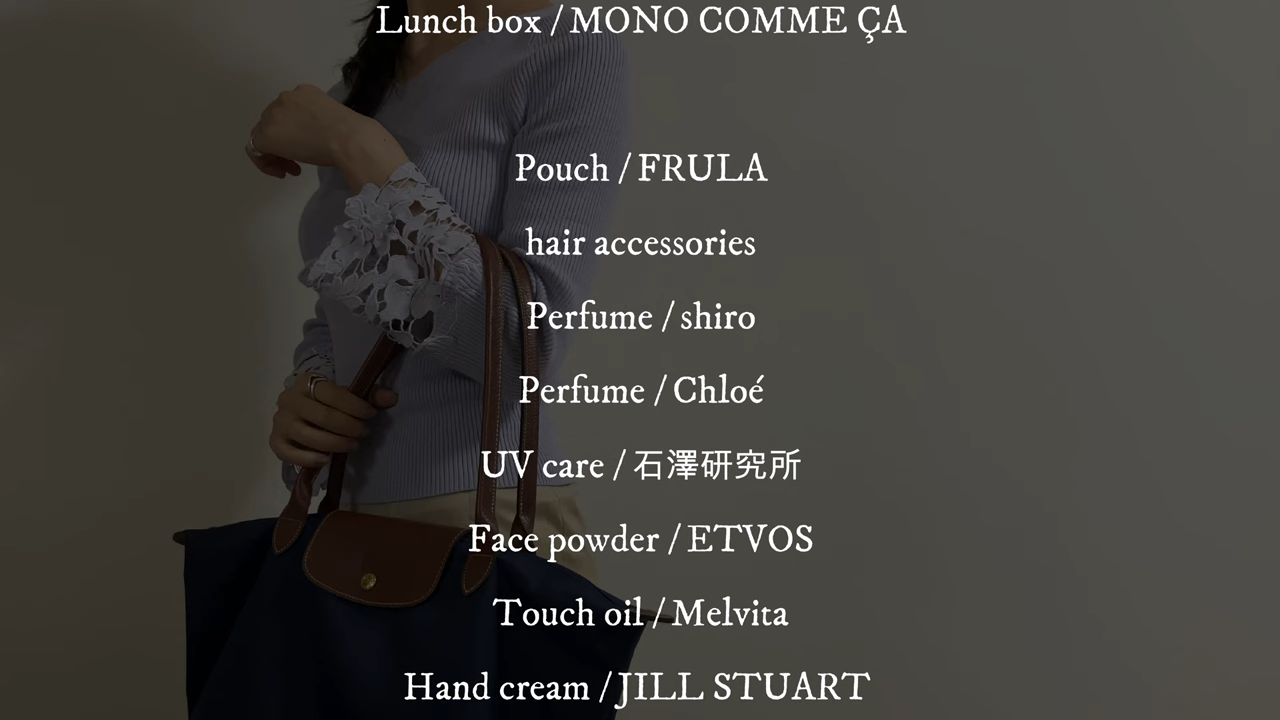 Lunch box / MONO COMME ÇA
Pouch / FRULA
hair accessories
Perfume / shiro
Perfume / Chloé
UV care / 石澤研究所
Face powder / ETVOS
Touch oil / Melvita
Hand cream / JILL STUART